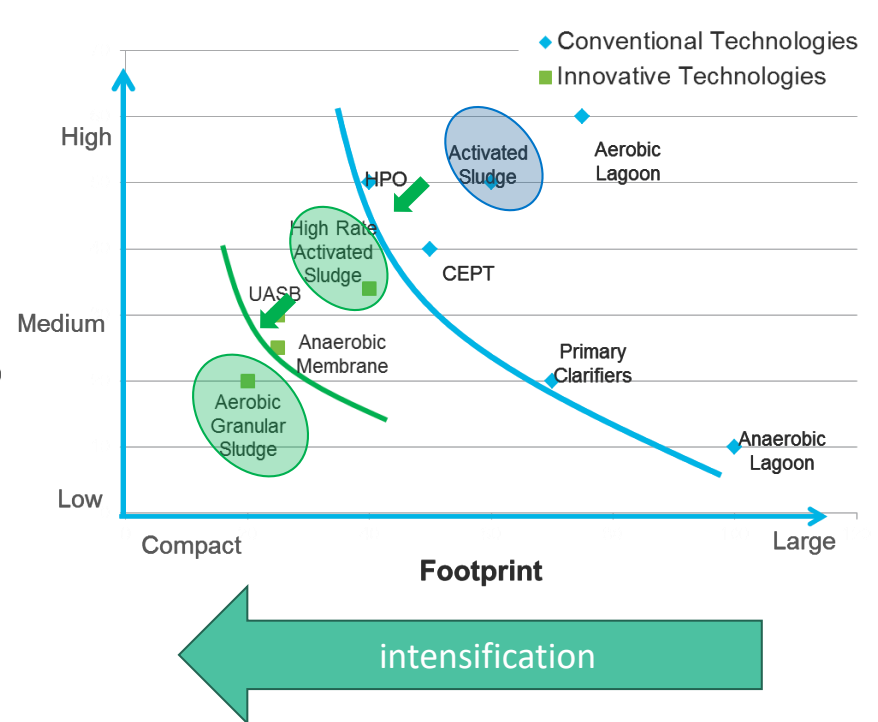 Conventional Technologies
Innovative Technologies
High
Medium
Low
Activated
Sludge
Aerobic
Lagoon
HPO
High Rate
Activated
Sludge
CEPT
UASB
Anaerobic
Membrane
Primary
Clarifiers
Aerobic
Granular
Sludge
Anaerobic
Lagoon
Compact
Large
Footprint
intensification